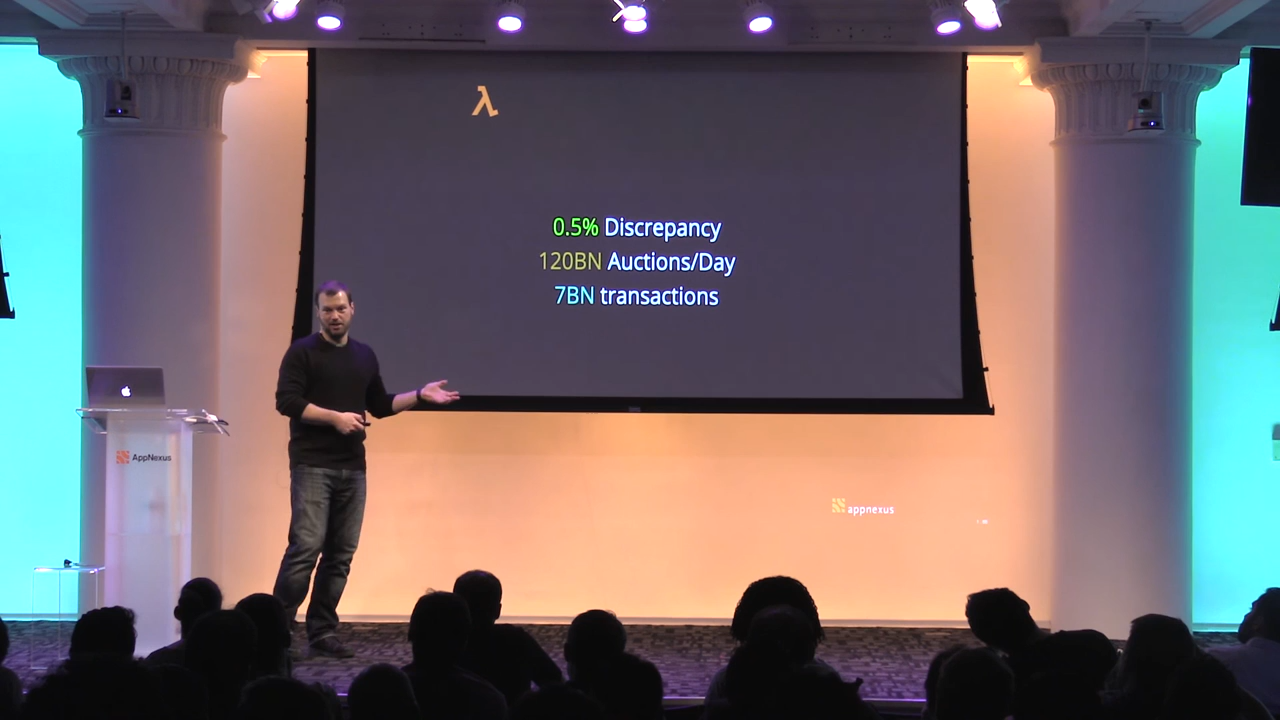 λ
0.5% Discrepancy
120BN Auctions/Day
7BN transactions
AppNexus
appnexus